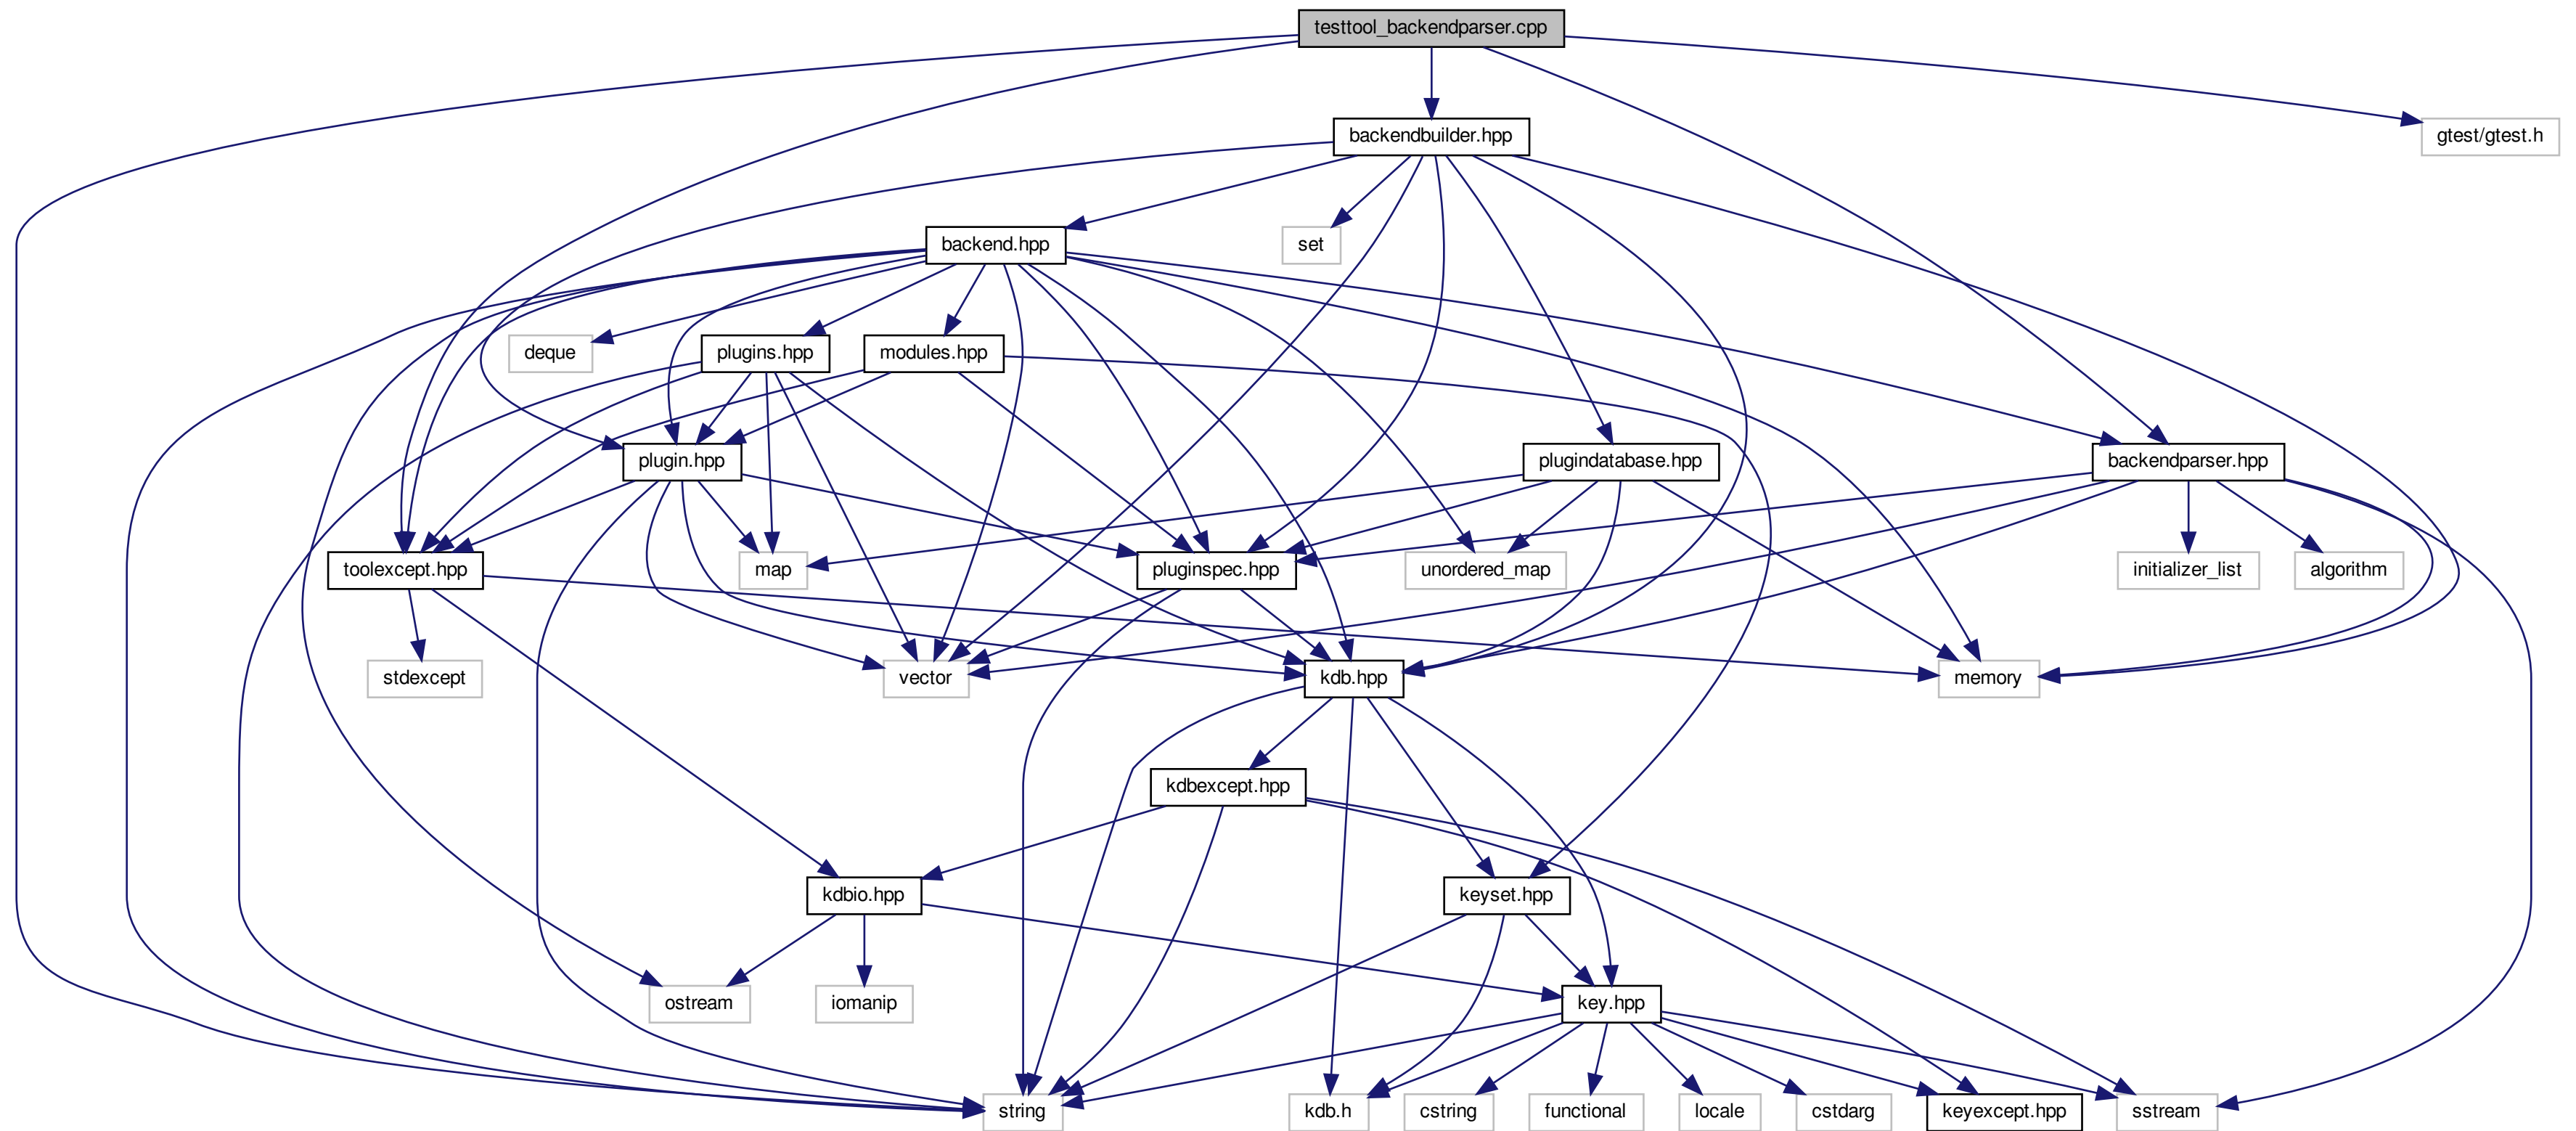 testtool_backendparser.cpp
backendbuilder.hpp
gtest/gtest.h
backend.hpp
set
deque
plugins.hpp
modules.hpp
plugin.hpp
plugindatabase.hpp
backendparser.hpp
toolexcept.hpp
map
pluginspec.hpp
unordered_map
initializer_list
algorithm
stdexcept
vector
kdb.hpp
memory
kdbexcept.hpp
kdbio.hpp
keyset.hpp
ostream
iomanip
key.hpp
string
kdb.h
cstring
functional
locale
cstdarg
keyexcept.hpp
sstream